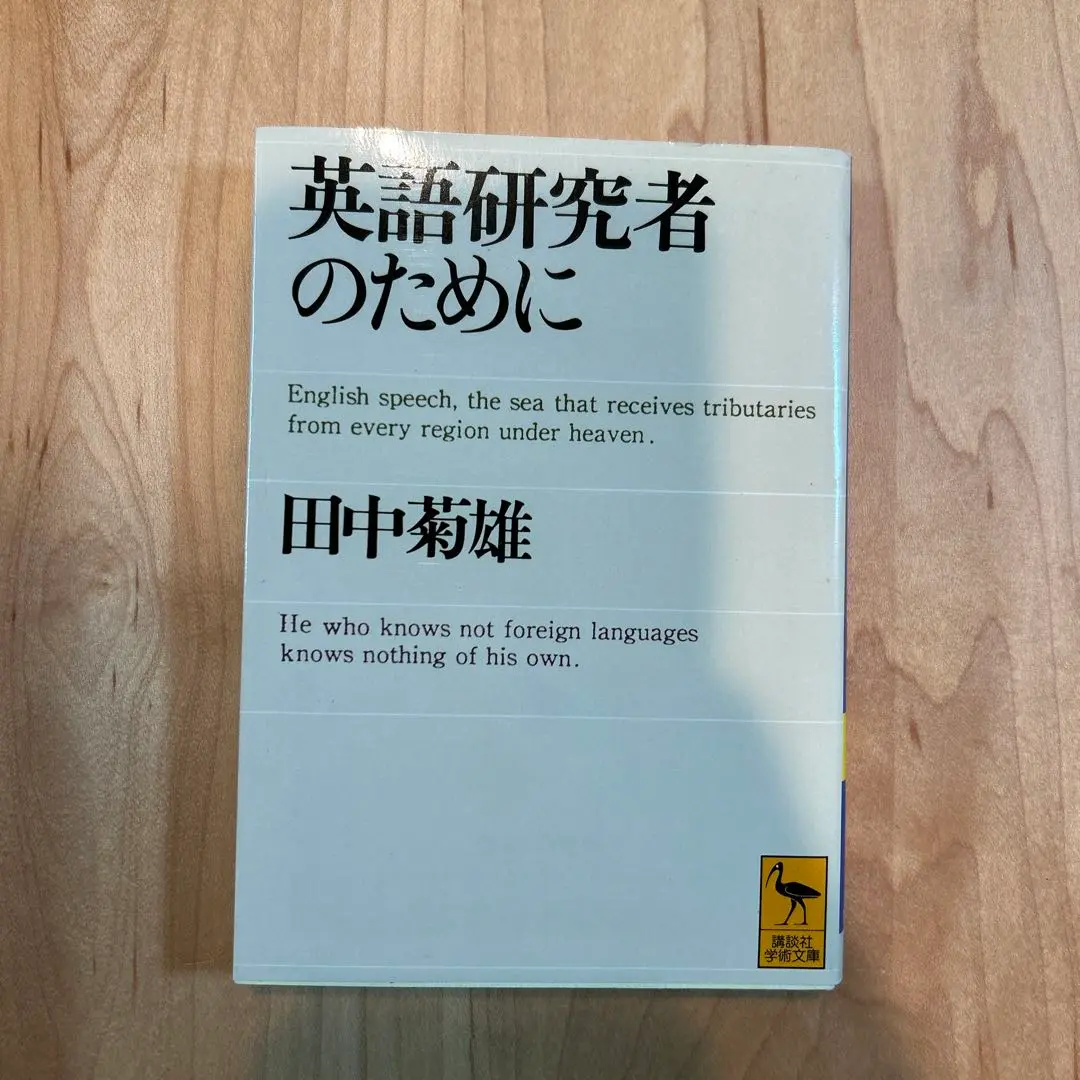 英語研究者
のために
English speech, the sea that receives tributaries
from every region under heaven.
田中菊雄
He who knows not foreign languages
knows nothing of his own.
講談社
学術文庫